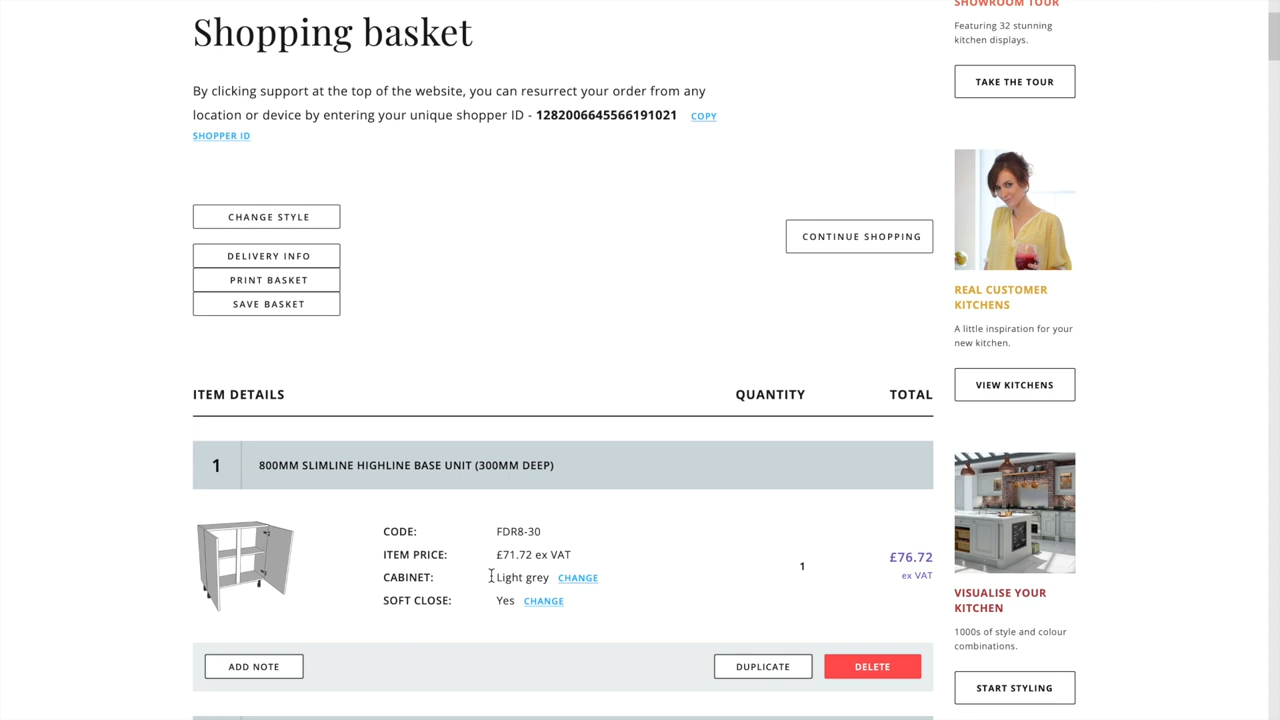 Shopping basket
By clicking support at the top of the website, you can resurrect your order from any
location or device by entering your unique shopper ID - 1282006645566191021 COPY
SHOPPER ID
CHANGE STYLE
DELIVERY INFO
PRINT BASKET
SAVE BASKET
CONTINUE SHOPPING
ITEM DETAILS QUANTITY TOTAL
1 800MM SLIMLINE HIGHLINE BASE UNIT (300MM DEEP)
CODE: FDR8-30
ITEM PRICE: £71.72 ex VAT
CABINET: Light grey CHANGE
SOFT CLOSE: Yes CHANGE
1
£76.72
ex VAT
ADD NOTE DUPLICATE DELETE
SHOWROOM TOUR
Featuring 32 stunning
kitchen displays.
TAKE THE TOUR
REAL CUSTOMER
KITCHENS
A little inspiration for your
new kitchen.
VIEW KITCHENS
VISUALISE YOUR
KITCHEN
1000s of style and colour
combinations.
START STYLING